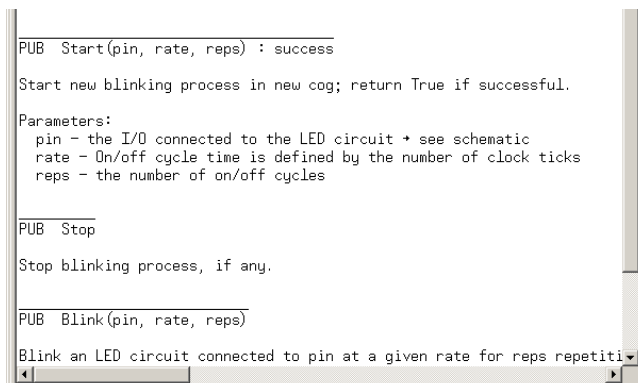 PUB  Start(pin, rate, reps) : success
Start new blinking process in new cog; return True if successful.
Parameters:
pin – the I/O connected to the LED circuit → see schematic
rate – On/off cycle time is defined by the number of clock ticks
reps – the number of on/off cycles
PUB  Stop
Stop blinking process, if any.
PUB  Blink(pin, rate, reps)
Blink an LED circuit connected to pin at a given rate for reps